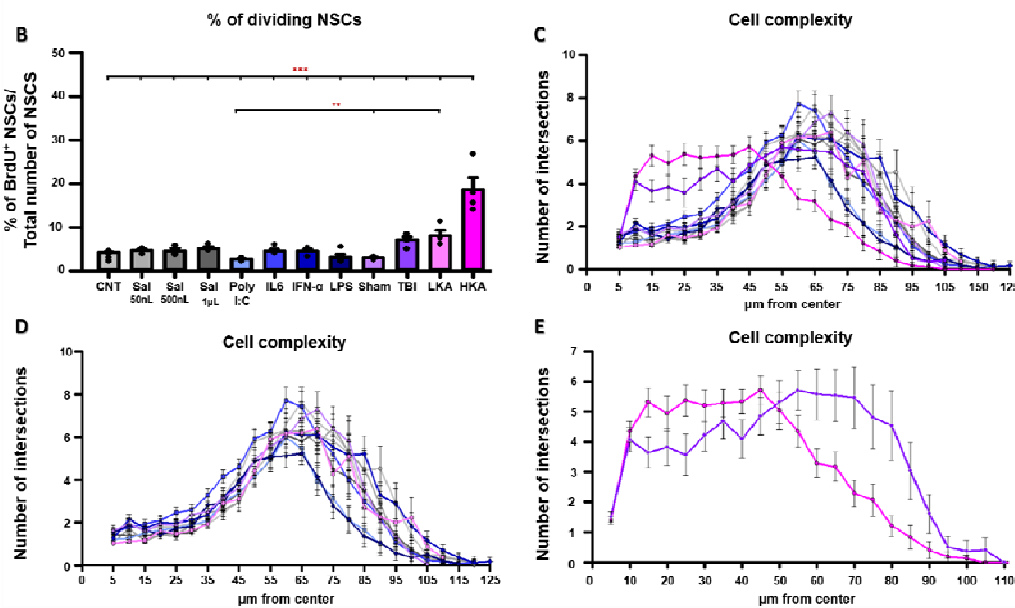 B
% of dividing NSCs
% of BrdU⁺ NSCs/
Total number of NSCS
50
40
30
20
10
0
***
**
CNT Sal 50nL Sal 500nL Sal 1µL Poly I:C IL6 IFN-α LPS Sham TBI LKA HKA
C
Cell complexity
Number of intersections
10
8
6
4
2
0
5 15 25 35 45 55 65 75 85 95 105 115 125
µm from center
D
Cell complexity
Number of intersections
10
8
6
4
2
0
0 5 15 25 35 45 55 65 75 85 95 105 115 125
µm from center
E
Cell complexity
Number of intersections
7
6
5
4
3
2
1
0
0 10 20 30 40 50 60 70 80 90 100 110
µm from center